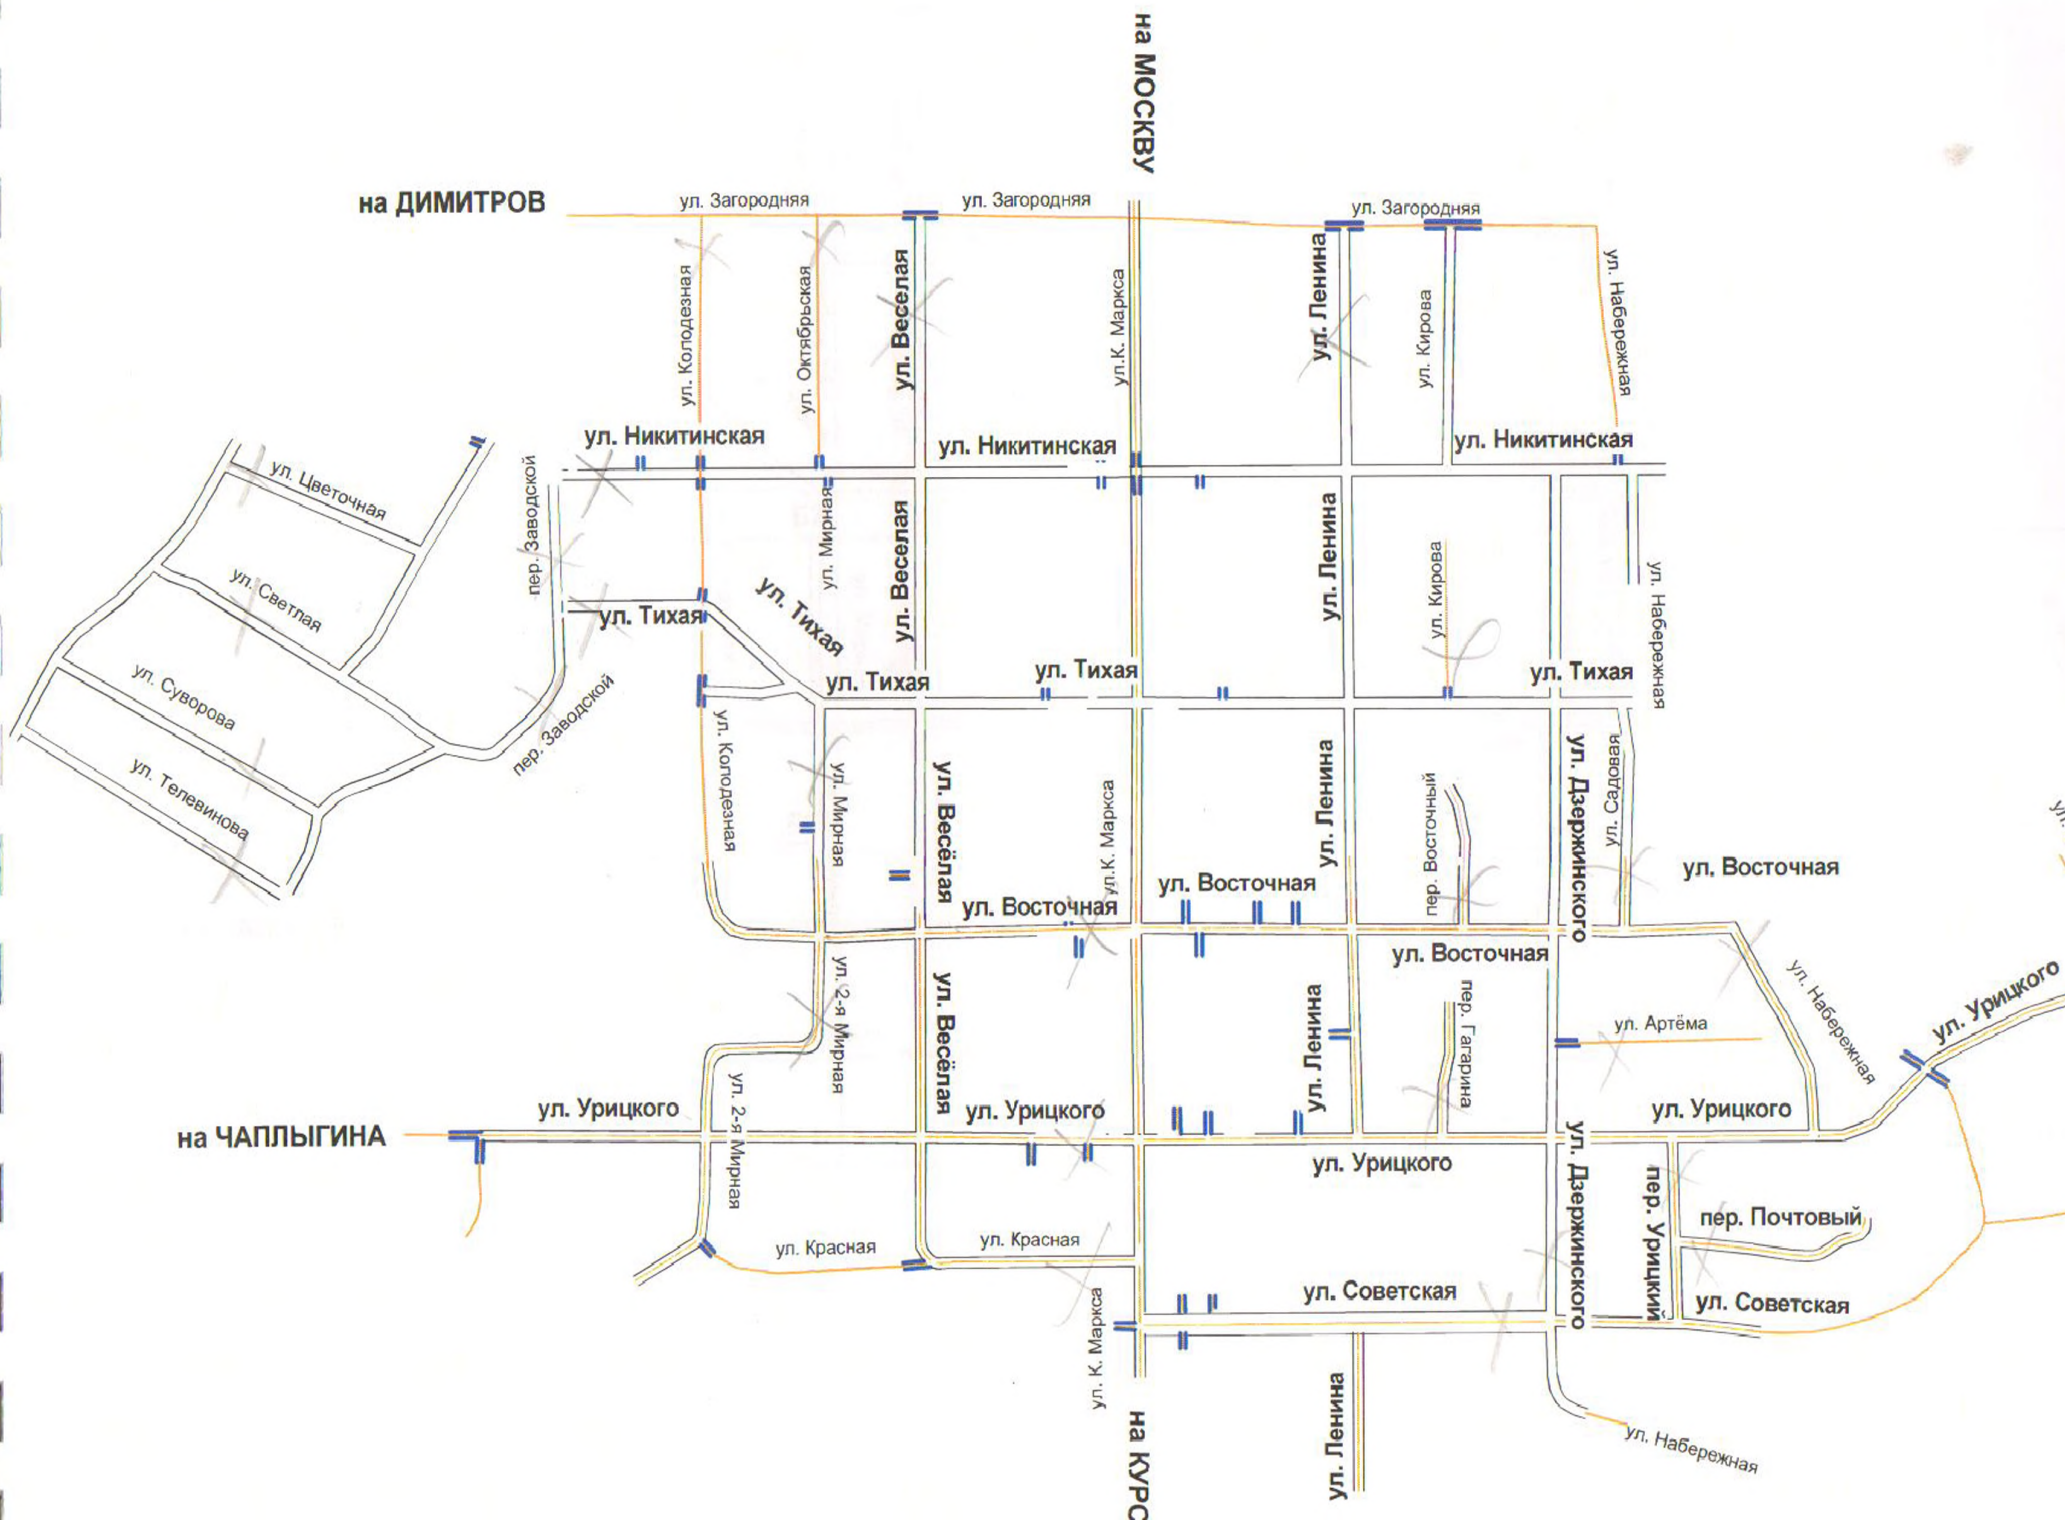 на МОСКВУ
на ДИМИТРОВ
ул. Загородняя
ул. Загородняя
ул. Загородняя
ул. Колодезная
ул. Октябрьская
ул. Веселая
ул.К. Маркса
ул. Ленина
ул. Кирова
ул. Набережная
ул. Никитинская
ул. Никитинская
ул. Никитинская
ул. Цветочная
пер. Заводской
ул. Мирная
ул. Веселая
ул. Ленина
ул. Кирова
ул. Набережная
ул. Светлая
ул. Тихая
ул. Тихая
ул. Тихая
ул. Тихая
ул. Тихая
ул. Суворова
пер. Заводской
ул. Телевинова
ул. Колодезная
ул. Мирная
ул. Весёлая
ул.К. Маркса
ул. Ленина
пер. Восточный
ул. Дзержинского
ул. Садовая
ул. Восточная
ул. Восточная
ул. Восточная
ул. Восточная
ул. 2-я Мирная
ул. Весёлая
ул. Ленина
пер. Гагарина
ул. Артёма
ул. Набережная
ул. Урицкого
на ЧАПЛЫГИНА
ул. Урицкого
ул. 2-я Мирная
ул. Урицкого
ул. Урицкого
ул. Урицкого
ул. Дзержинского
пер. Урицкий
пер. Почтовый
ул. Красная
ул. Красная
ул. Советская
ул. Советская
ул. К. Маркса
ул. Ленина
ул. Набережная
на КУРС